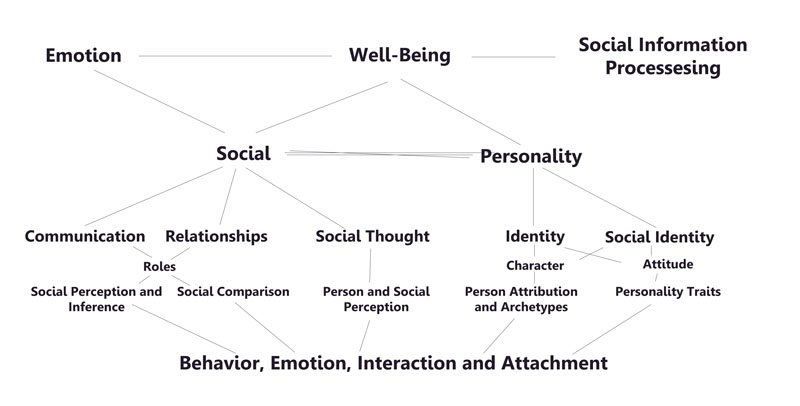 Emotion
Well-Being
Social Information
Processesing
Social
Personality
Communication
Relationships
Social Thought
Identity
Social Identity
Roles
Character
Attitude
Social Perception and
Inference
Social Comparison
Person and Social
Perception
Person Attribution
and Archetypes
Personality Traits
Behavior, Emotion, Interaction and Attachment